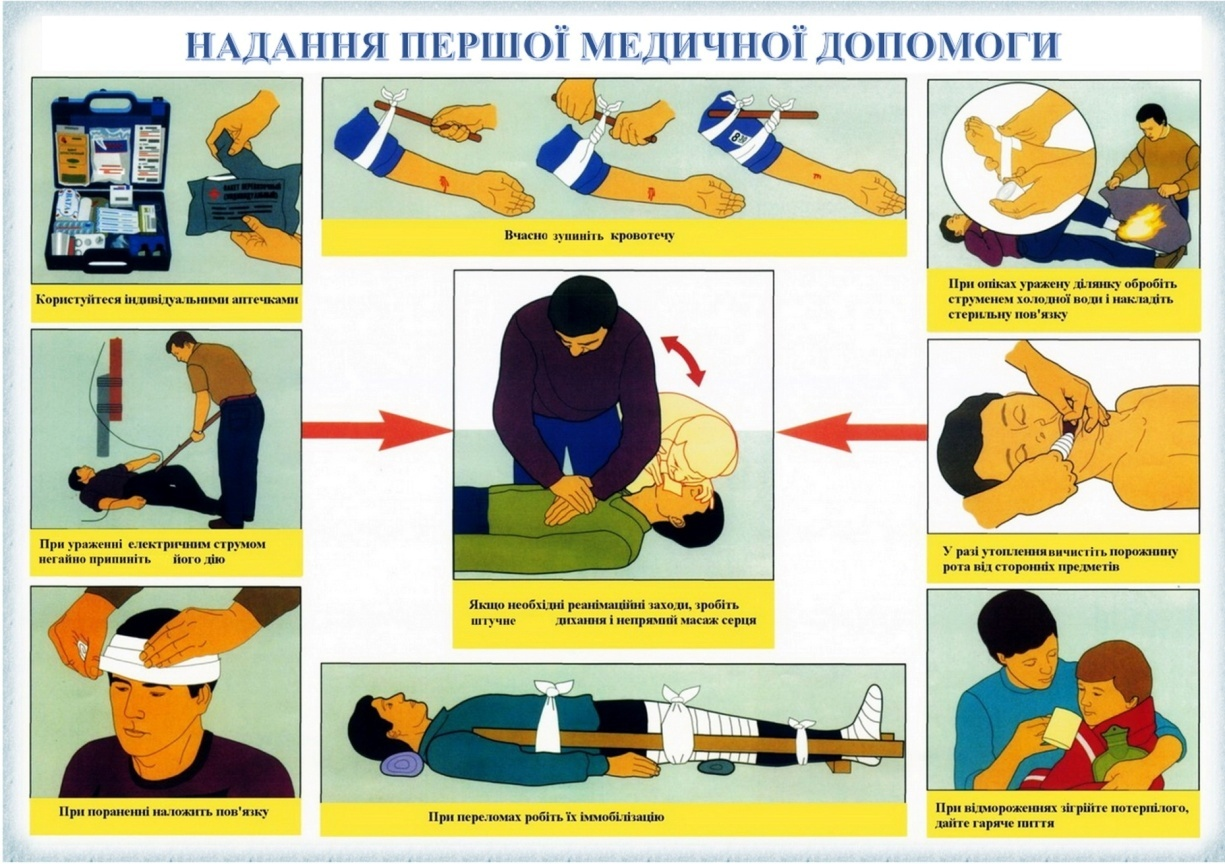 НАДАННЯ ПЕРШОЇ МЕДИЧНОЇ ДОПОМОГИ
Користуйтеся індивідуальними аптечками
Вчасно зупиніть кровотечу
При опіках уражену ділянку обробіть
струменем холодної води і накладіть
стерильну пов'язку
При ураженні електричним струмом
негайно припиніть його дію
Якщо необхідні реанімаційні заходи, зробіть
штучне дихання і непрямий масаж серця
У разі утоплення вичистіть порожнину
рота від сторонніх предметів
При пораненні наложить пов'язку
При переломах робіть їх іммобілізацію
При відмороженнях зігрійте потерпілого,
дайте гаряче пиття